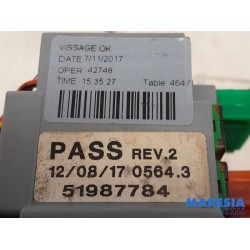 VISSAGE OK
DATE 7/11/2017
OPER: 42748
TIME: 15:35:27 Table: 464/
PASS REV.2
12/08/17 0564.3
51987784
MARESIA